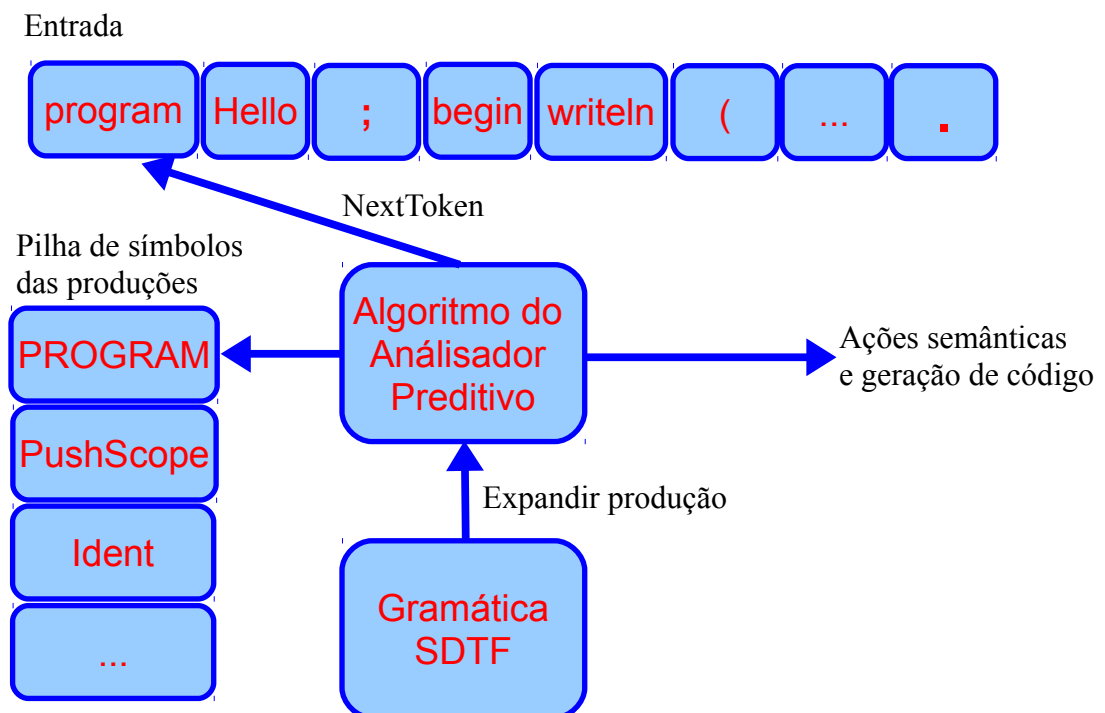 Entrada
program Hello ; begin writeln ( ... .
NextToken
Pilha de símbolos
das produções
PROGRAM
PushScope
Ident
...
Algoritmo do
Análisador
Preditivo
Ações semânticas
e geração de código
Expandir produção
Gramática
SDTF